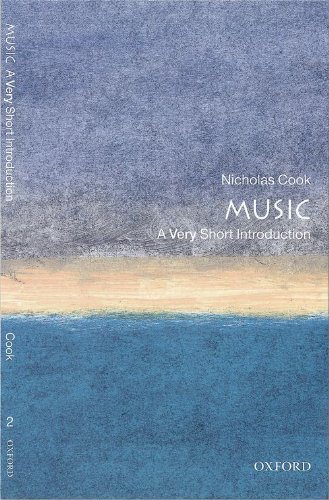 MUSIC A Very Short Introduction
Cook
2
OXFORD
Nicholas Cook
MUSIC
A Very Short Introduction
OXFORD